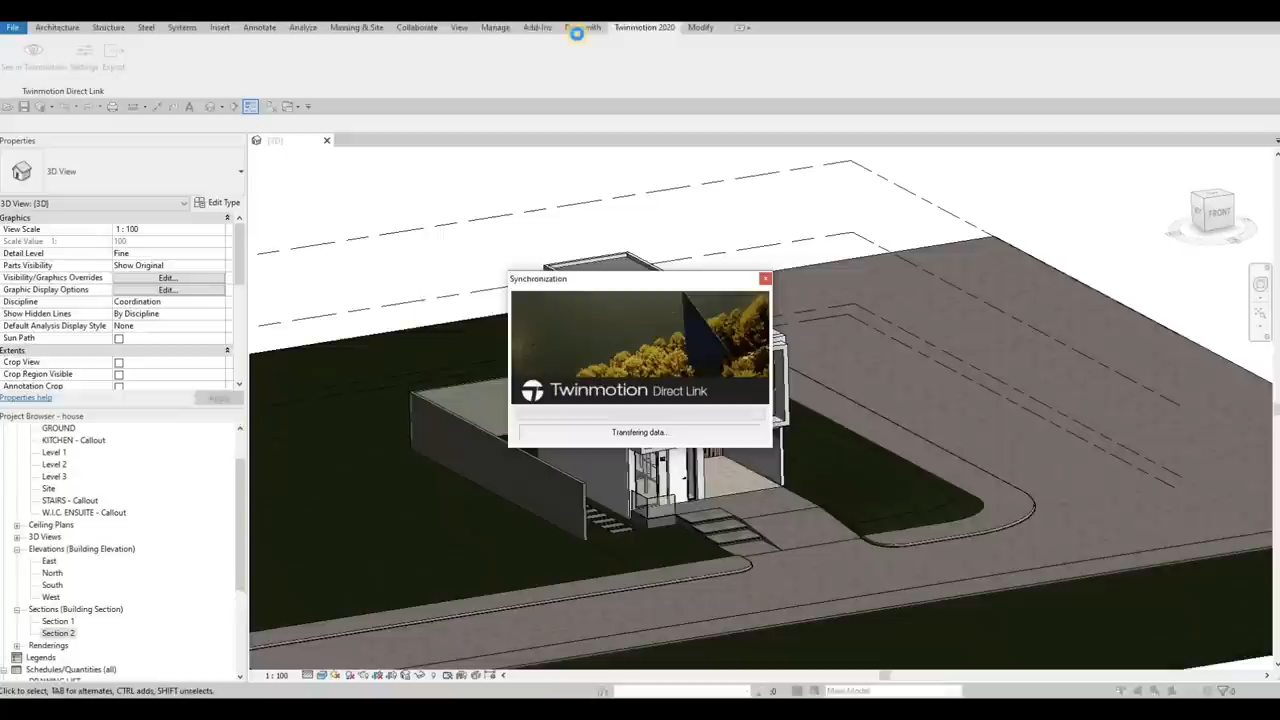 File Architecture Structure Steel Systems Insert Annotate Analyze Massing & Site Collaborate View Manage Add-Ins Twinmotion 2020 Modify
Settings Export
Twinmotion Direct Link
Properties
{3D}
3D View
3D View: {3D} Edit Type
Graphics
View Scale 1 : 100
Scale Value 1: 100
Detail Level Fine
Parts Visibility Show Original
Visibility/Graphics Overrides Edit...
Graphic Display Options Edit...
Discipline Coordination
Show Hidden Lines By Discipline
Default Analysis Display Style None
Sun Path
Extents
Crop View
Crop Region Visible
Annotation Crop
Properties help Apply
Project Browser - house
GROUND
KITCHEN - Callout
Level 1
Level 2
Level 3
Site
STAIRS - Callout
W.I.C. ENSUITE - Callout
Ceiling Plans
3D Views
Elevations (Building Elevation)
East
North
South
West
Sections (Building Section)
Section 1
Section 2
Renderings
Legends
Schedules/Quantities (all)
FRONT
Synchronization
Twinmotion Direct Link
Transfering data...
1 : 100
Click to select, TAB for alternates, CTRL adds, SHIFT unselects.
:0
Main Model
:0